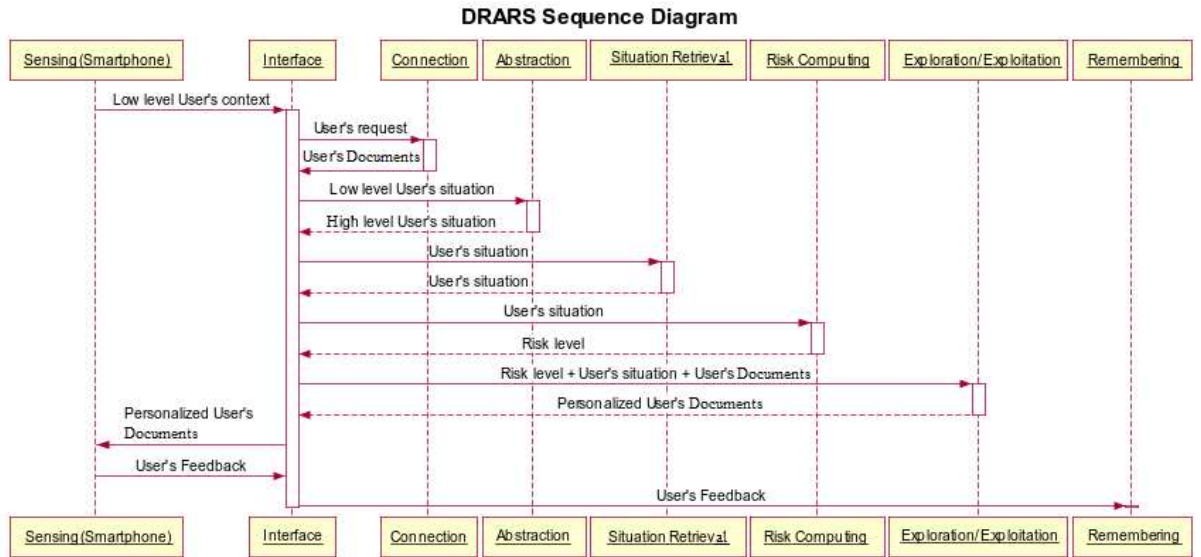 DRARS Sequence Diagram
Sensing(Smartphone) Interface Connection Abstraction Situation Retrieval Risk Computing Exploration/Exploitation Remembering
Low level User's context
User's request
User's Documents
Low level User's situation
High level User's situation
User's situation
User's situation
User's situation
Risk level
Risk level + User's situation + User's Documents
Personalized User's Documents
Personalized User's
Documents
User's Feedback
User's Feedback
Sensing(Smartphone) Interface Connection Abstraction Situation Retrieval Risk Computing Exploration/Exploitation Remembering